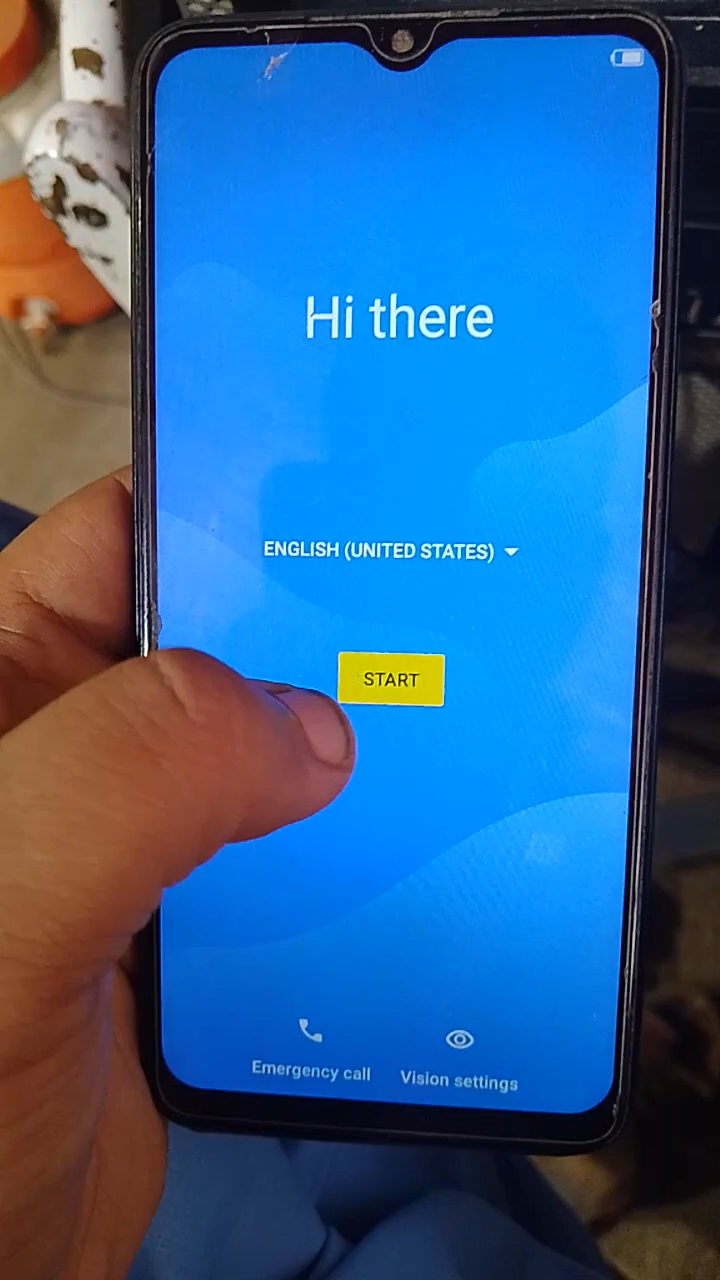 Hi there
ENGLISH (UNITED STATES)
START
Emergency call
Vision settings